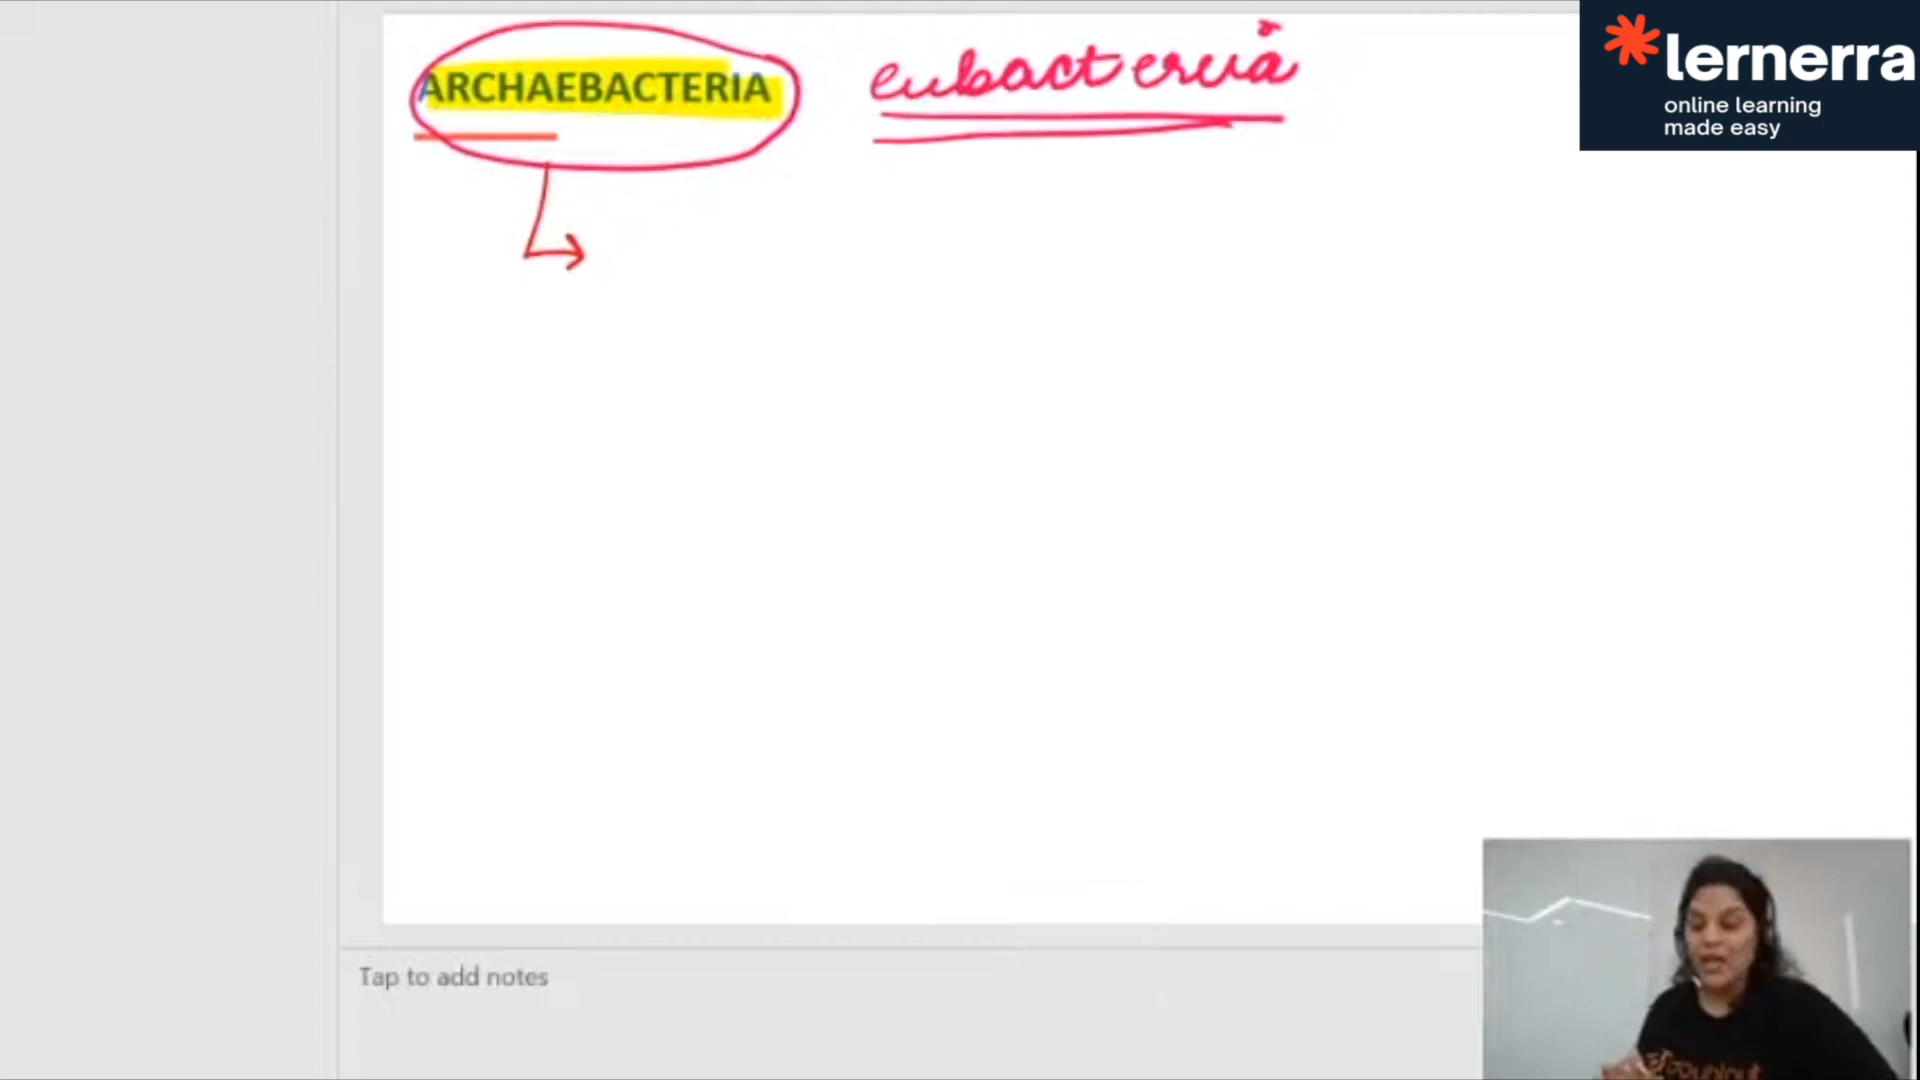 ARCHAEBACTERIA eubacteria
lernerra
online learning
made easy
Tap to add notes